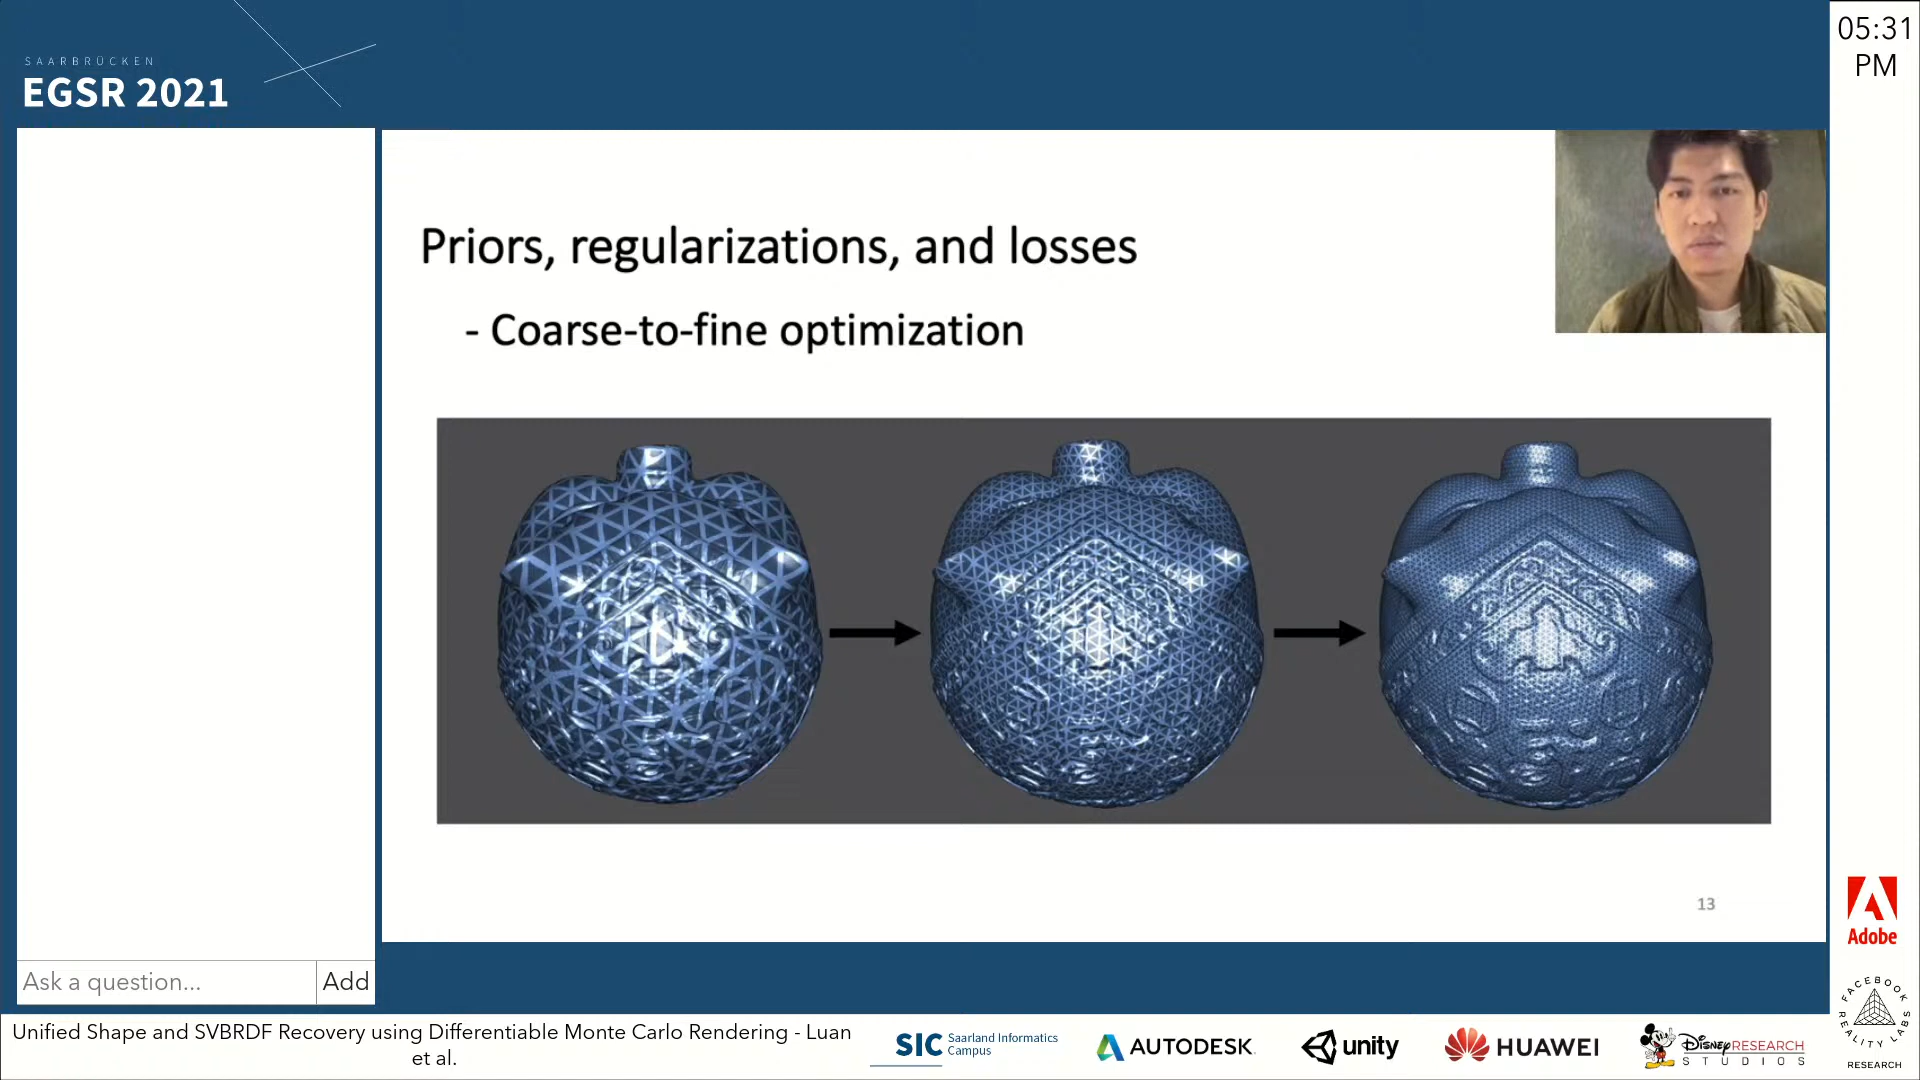 SAARBRÜCKEN
EGSR 2021
05:31
PM
Priors, regularizations, and losses
- Coarse-to-fine optimization
13
Ask a question...
Add
Unified Shape and SVBRDF Recovery using Differentiable Monte Carlo Rendering - Luan
et al.
SIC Saarland Informatics
Campus
AUTODESK
unity
HUAWEI
Disney RESEARCH
STUDIOS
Adobe
FACEBOOK
REALITY LABS
RESEARCH